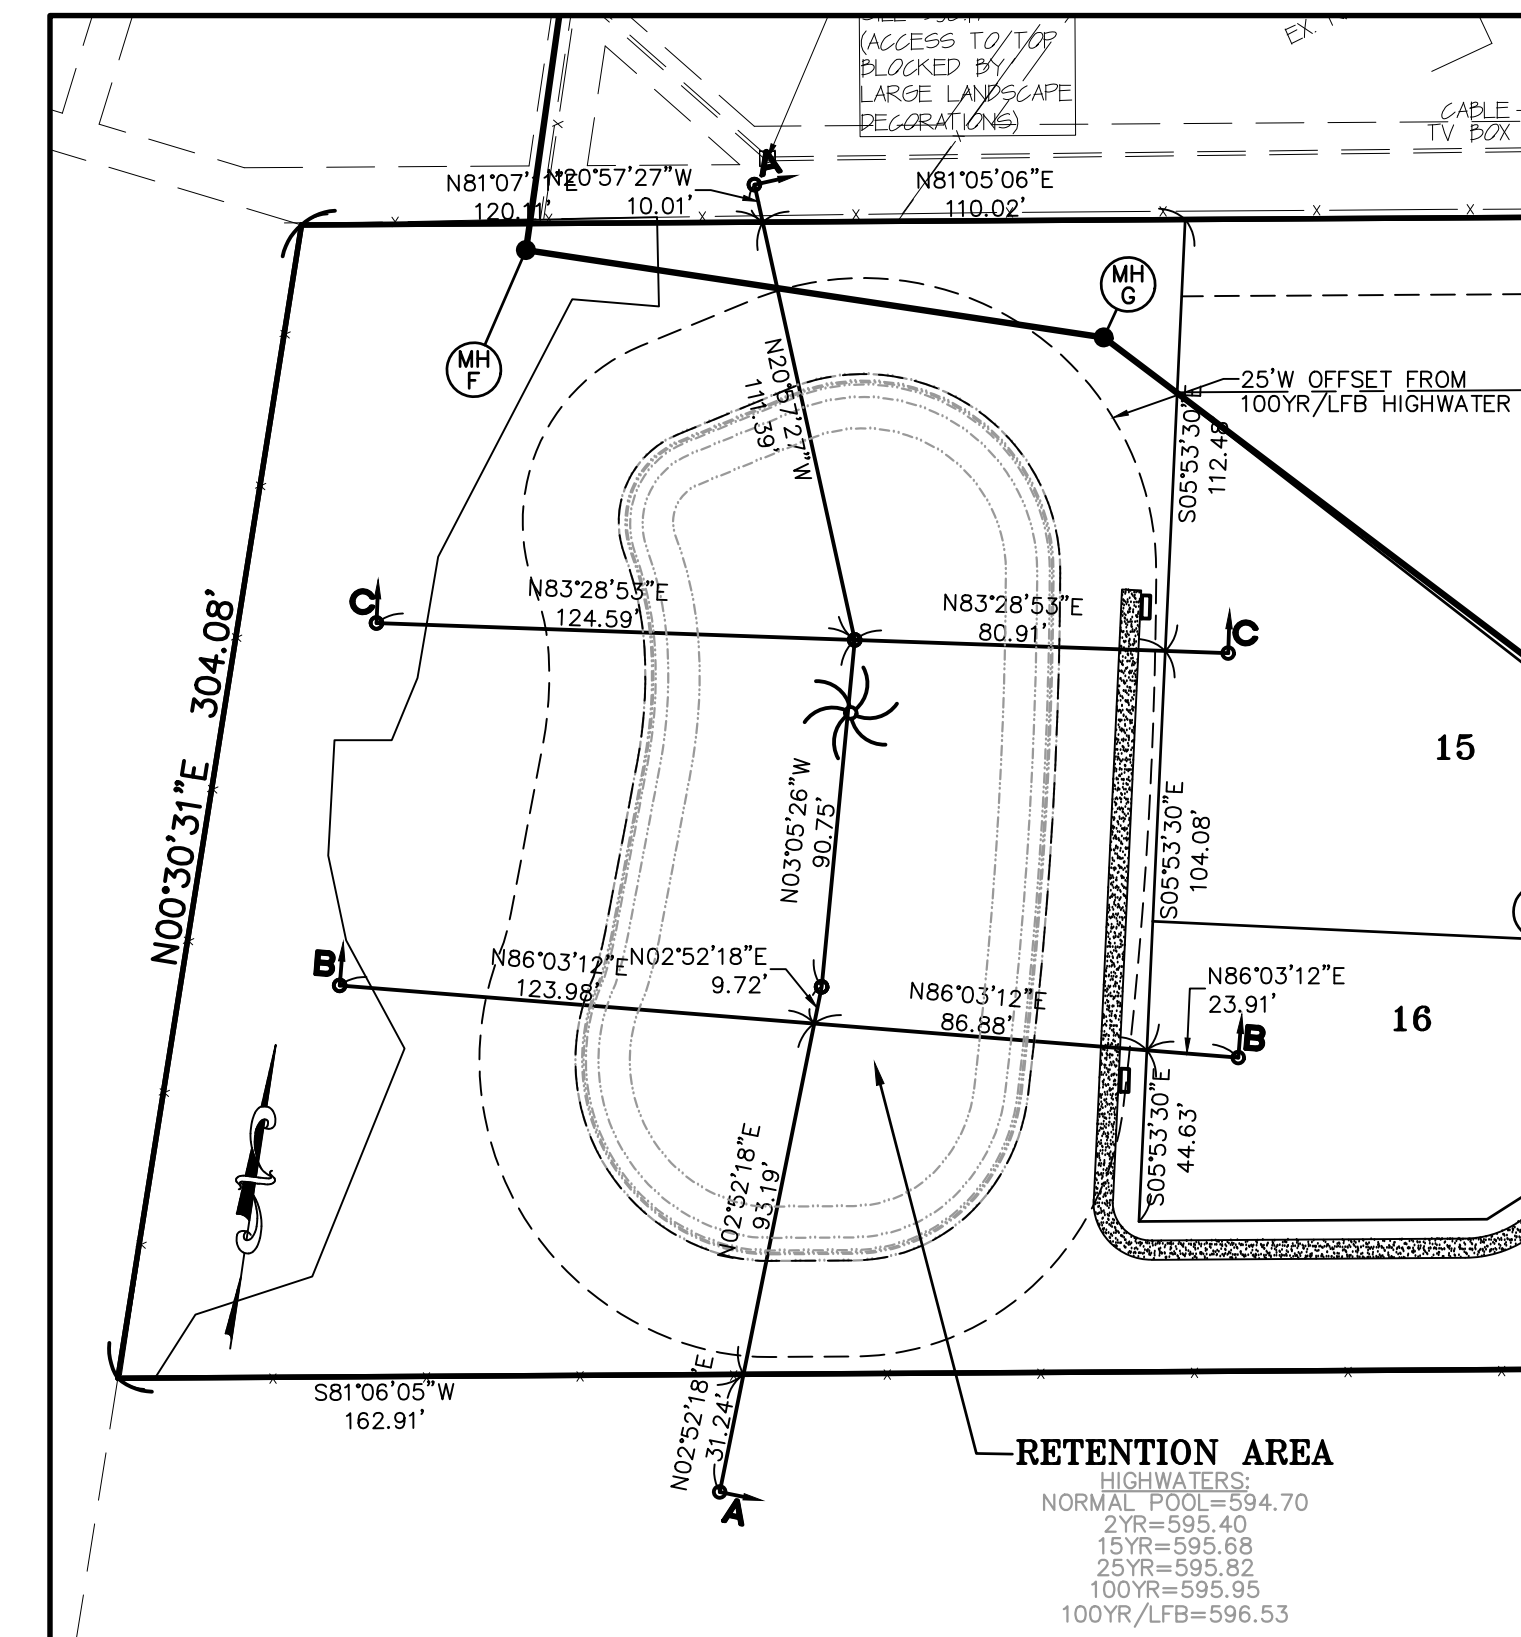 (ACCESS TO/TOP
BLOCKED BY
LARGE LANDSCAPE
DECORATIONS)
EX.
CABLE
TV BOX
A
N81°07'11"E
120.11'
N20°57'27"W
10.01'
N81°05'06"E
110.02'
MH
G
MH
F
25'W OFFSET FROM
100YR/LFB HIGHWATER
N20°57'27"W
111.39'
S05°53'30"E
112.48
C
N83°28'53"E
124.59'
N83°28'53"E
80.91'
C
N00°30'31"E 304.08'
15
N03°05'26"W
90.75'
S05°53'30"E
104.08'
B
N86°03'12"E
123.98'
N02°52'18"E
9.72'
N86°03'12"E
86.88'
N86°03'12"E
23.91'
B
16
S05°53'30"E
44.63'
N02°52'18"E
93.19'
S81°06'05"W
162.91'
N02°52'18"E
31.24'
A
RETENTION AREA
HIGHWATERS:
NORMAL POOL=594.70
2YR=595.40
15YR=595.68
25YR=595.82
100YR=595.95
100YR/LFB=596.53